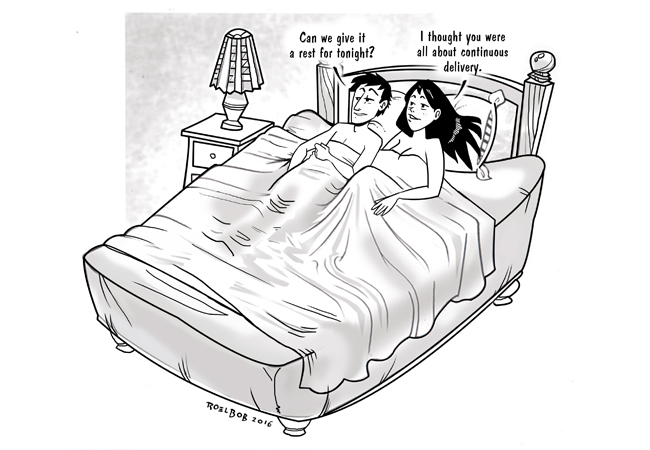 Can we give it
a rest for tonight?
I thought you were
all about continuous
delivery.
ROELBOB 2016